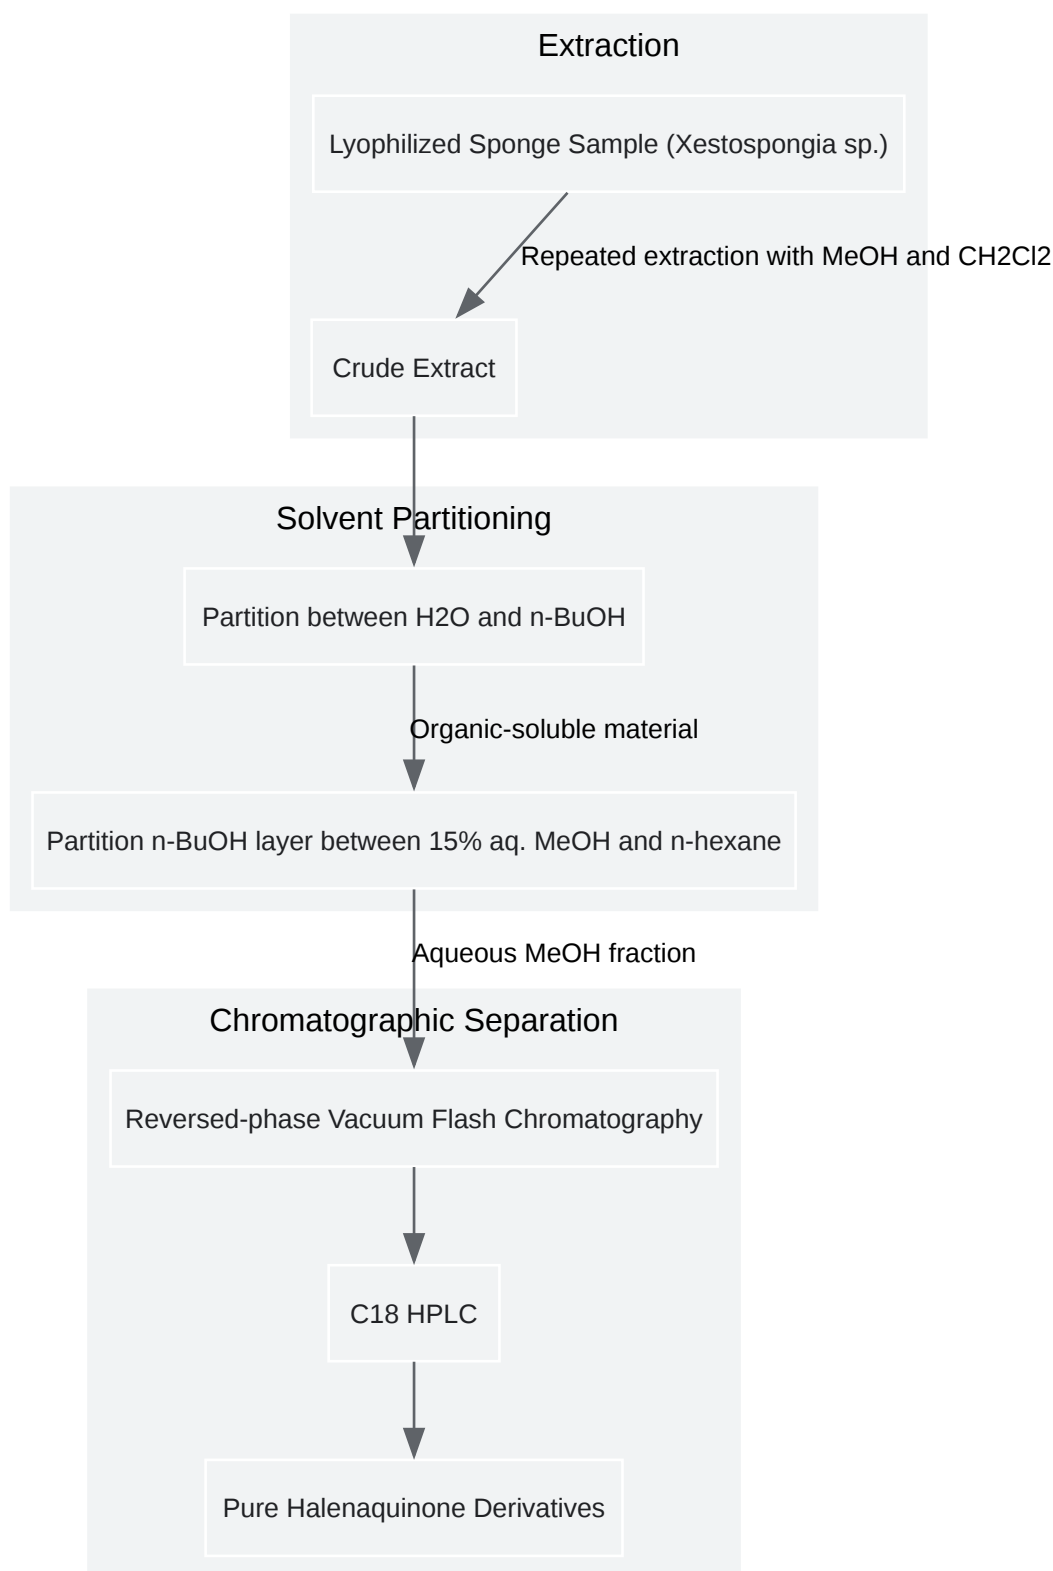 Extraction
Lyophilized Sponge Sample (Xestospongia sp.)
Repeated extraction with MeOH and CH2Cl2
Crude Extract
Solvent Partitioning
Partition between H2O and n-BuOH
Organic-soluble material
Partition n-BuOH layer between 15% aq. MeOH and n-hexane
Aqueous MeOH fraction
Chromatographic Separation
Reversed-phase Vacuum Flash Chromatography
C18 HPLC
Pure Halenaquinone Derivatives